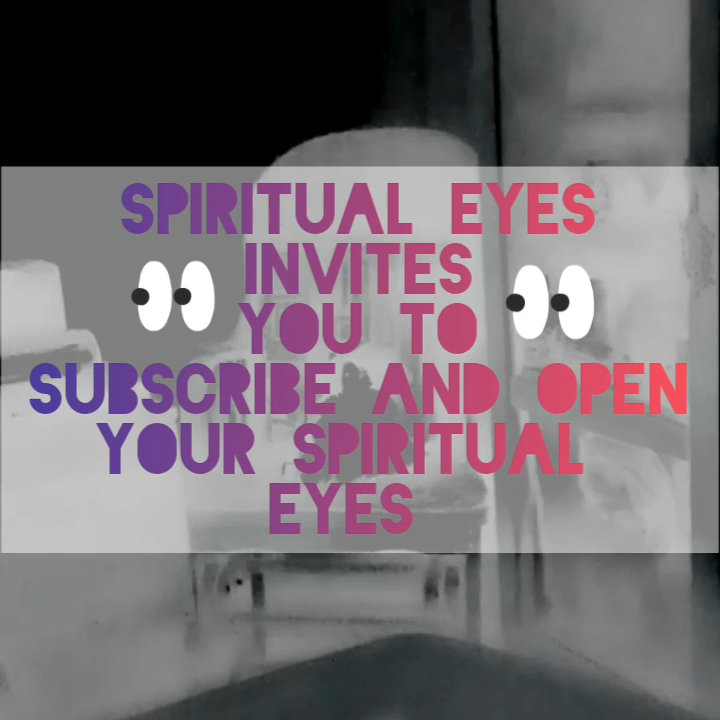 SPIRITUAL EYES
INVITES
YOU TO
SUBSCRIBE AND OPEN
YOUR SPIRITUAL
EYES